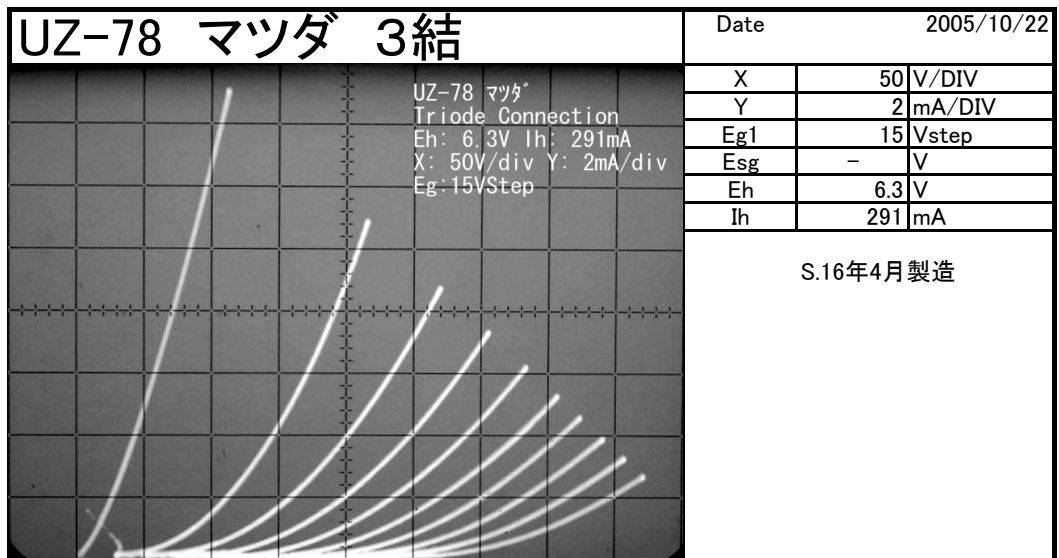 UZ-78 マツダ 3結
Date 2005/10/22
UZ-78 ﾏﾂﾀﾞ
Triode Connection
Eh: 6.3V Ih: 291mA
X: 50V/div Y: 2mA/div
Eg:15VStep
X 50 V/DIV
Y 2 mA/DIV
Eg1 15 Vstep
Esg - V
Eh 6.3 V
Ih 291 mA
S.16年4月製造